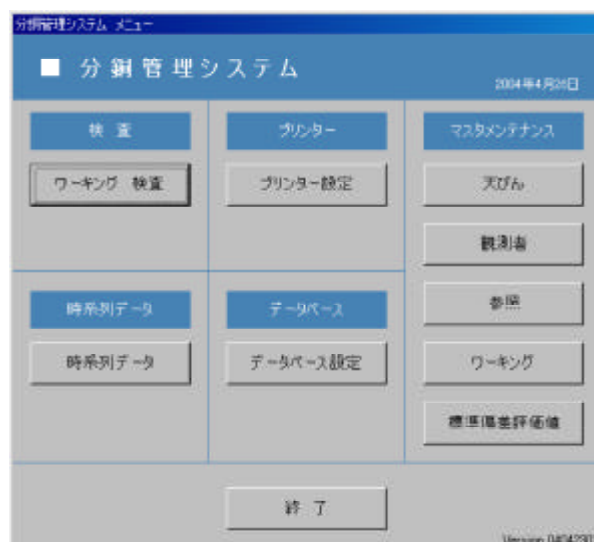 分銅管理システム メニュー
■ 分銅管理システム
2004年4月26日
検 査
ワーキング 検査
プリンター
プリンター設定
マスタメンテナンス
天びん
観測者
参照
ワーキング
標準偏差評価値
時系列データ
時系列データ
データベース
データベース設定
終 了